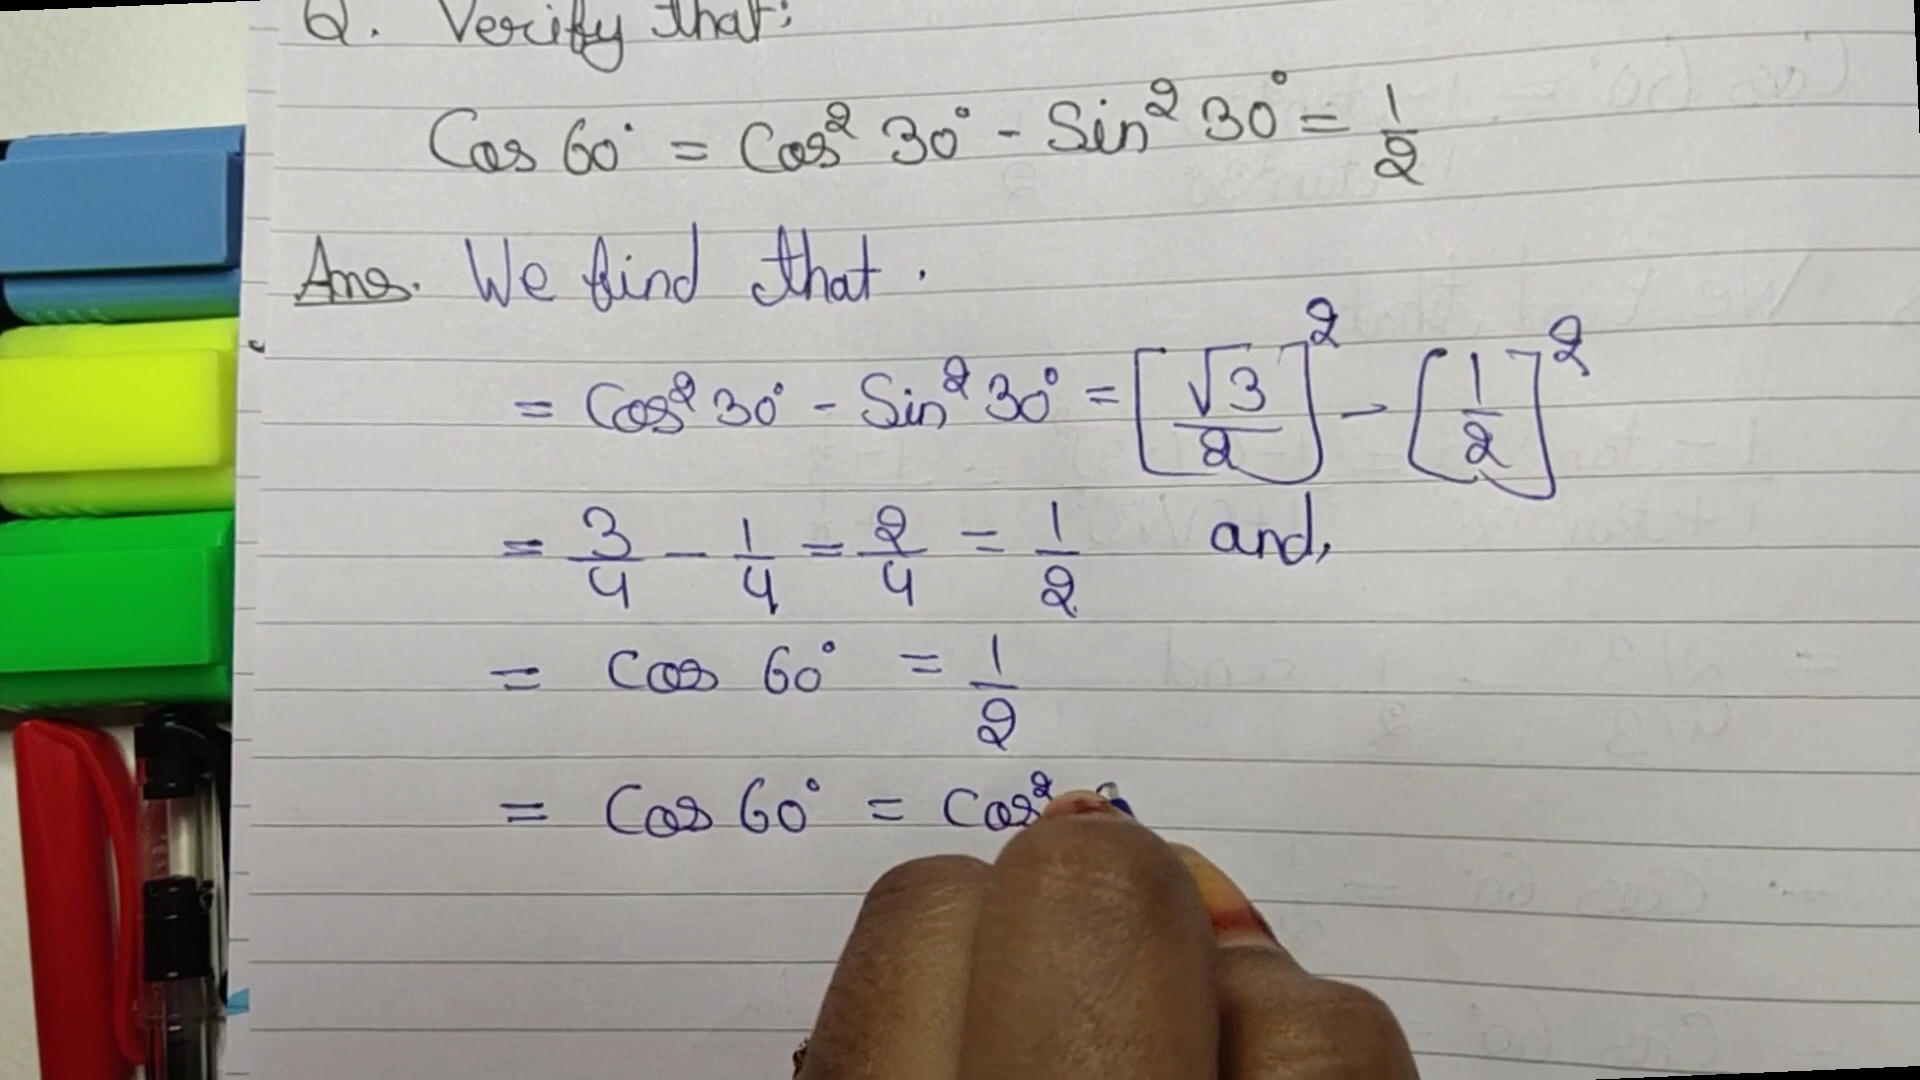 Q. Verify that:
Cos 60° = Cos² 30° - Sin² 30° = 1/2
Ans. We find that.
= Cos² 30° - Sin² 30° = [√3/2]² - [1/2]²
= 3/4 - 1/4 = 2/4 = 1/2 and,
= Cos 60° = 1/2
= Cos 60° = Cos²